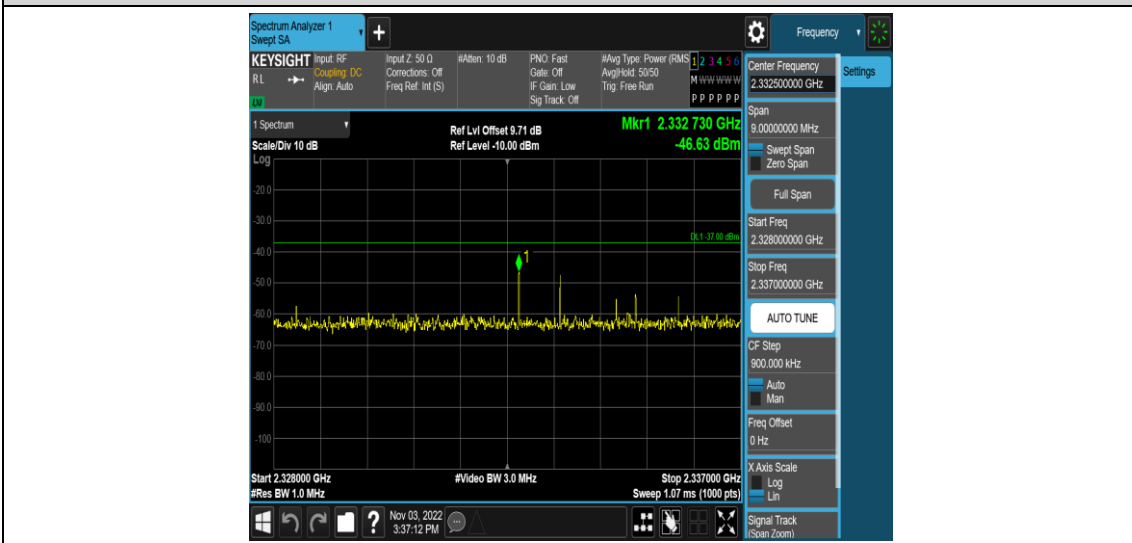 Spectrum Analyzer 1
Swept SA
+
Frequency
KEYSIGHT
RL
LW
Input: RF
Coupling: DC
Align: Auto
Input Z: 50 Ω
Corrections: Off
Freq Ref: Int (S)
#Atten: 10 dB
PNO: Fast
Gate: Off
IF Gain: Low
Sig Track: Off
#Avg Type: Power (RMS
Avg|Hold: 50/50
Trig: Free Run
1 2 3 4 5 6
M W W W W W
P P P P P P
Center Frequency
2.332500000 GHz
Settings
Span
9.00000000 MHz
Swept Span
Zero Span
Full Span
Start Freq
2.328000000 GHz
Stop Freq
2.337000000 GHz
AUTO TUNE
CF Step
900.000 kHz
Auto
Man
Freq Offset
0 Hz
X Axis Scale
Log
Lin
Signal Track
(Span Zoom)
1 Spectrum
Scale/Div 10 dB
Log
Ref Lvl Offset 9.71 dB
Ref Level -10.00 dBm
Mkr1 2.332 730 GHz
-46.63 dBm
-20.0
-30.0
DL1 -37.00 dBm
-40.0
1
-50.0
-60.0
-70.0
-80.0
-90.0
-100
Start 2.328000 GHz
#Res BW 1.0 MHz
#Video BW 3.0 MHz
Stop 2.337000 GHz
Sweep 1.07 ms (1000 pts)
?
Nov 03, 2022
3:37:12 PM